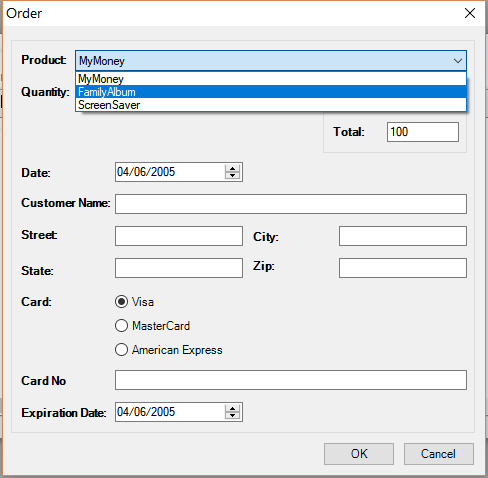 Order
Product: MyMoney
MyMoney
Quantity: FamilyAlbum
ScreenSaver
Total: 100
Date: 04/06/2005
Customer Name:
Street: City:
State: Zip:
Card: Visa
MasterCard
American Express
Card No
Expiration Date: 04/06/2005
OK Cancel